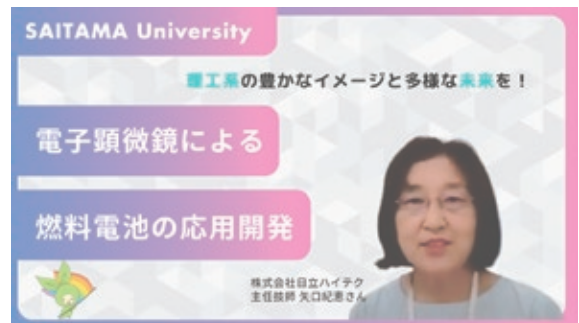 SAITAMA University
理工系の豊かなイメージと多様な未来を！
電子顕微鏡による
燃料電池の応用開発
株式会社日立ハイテク
主任技師 矢口紀恵さん